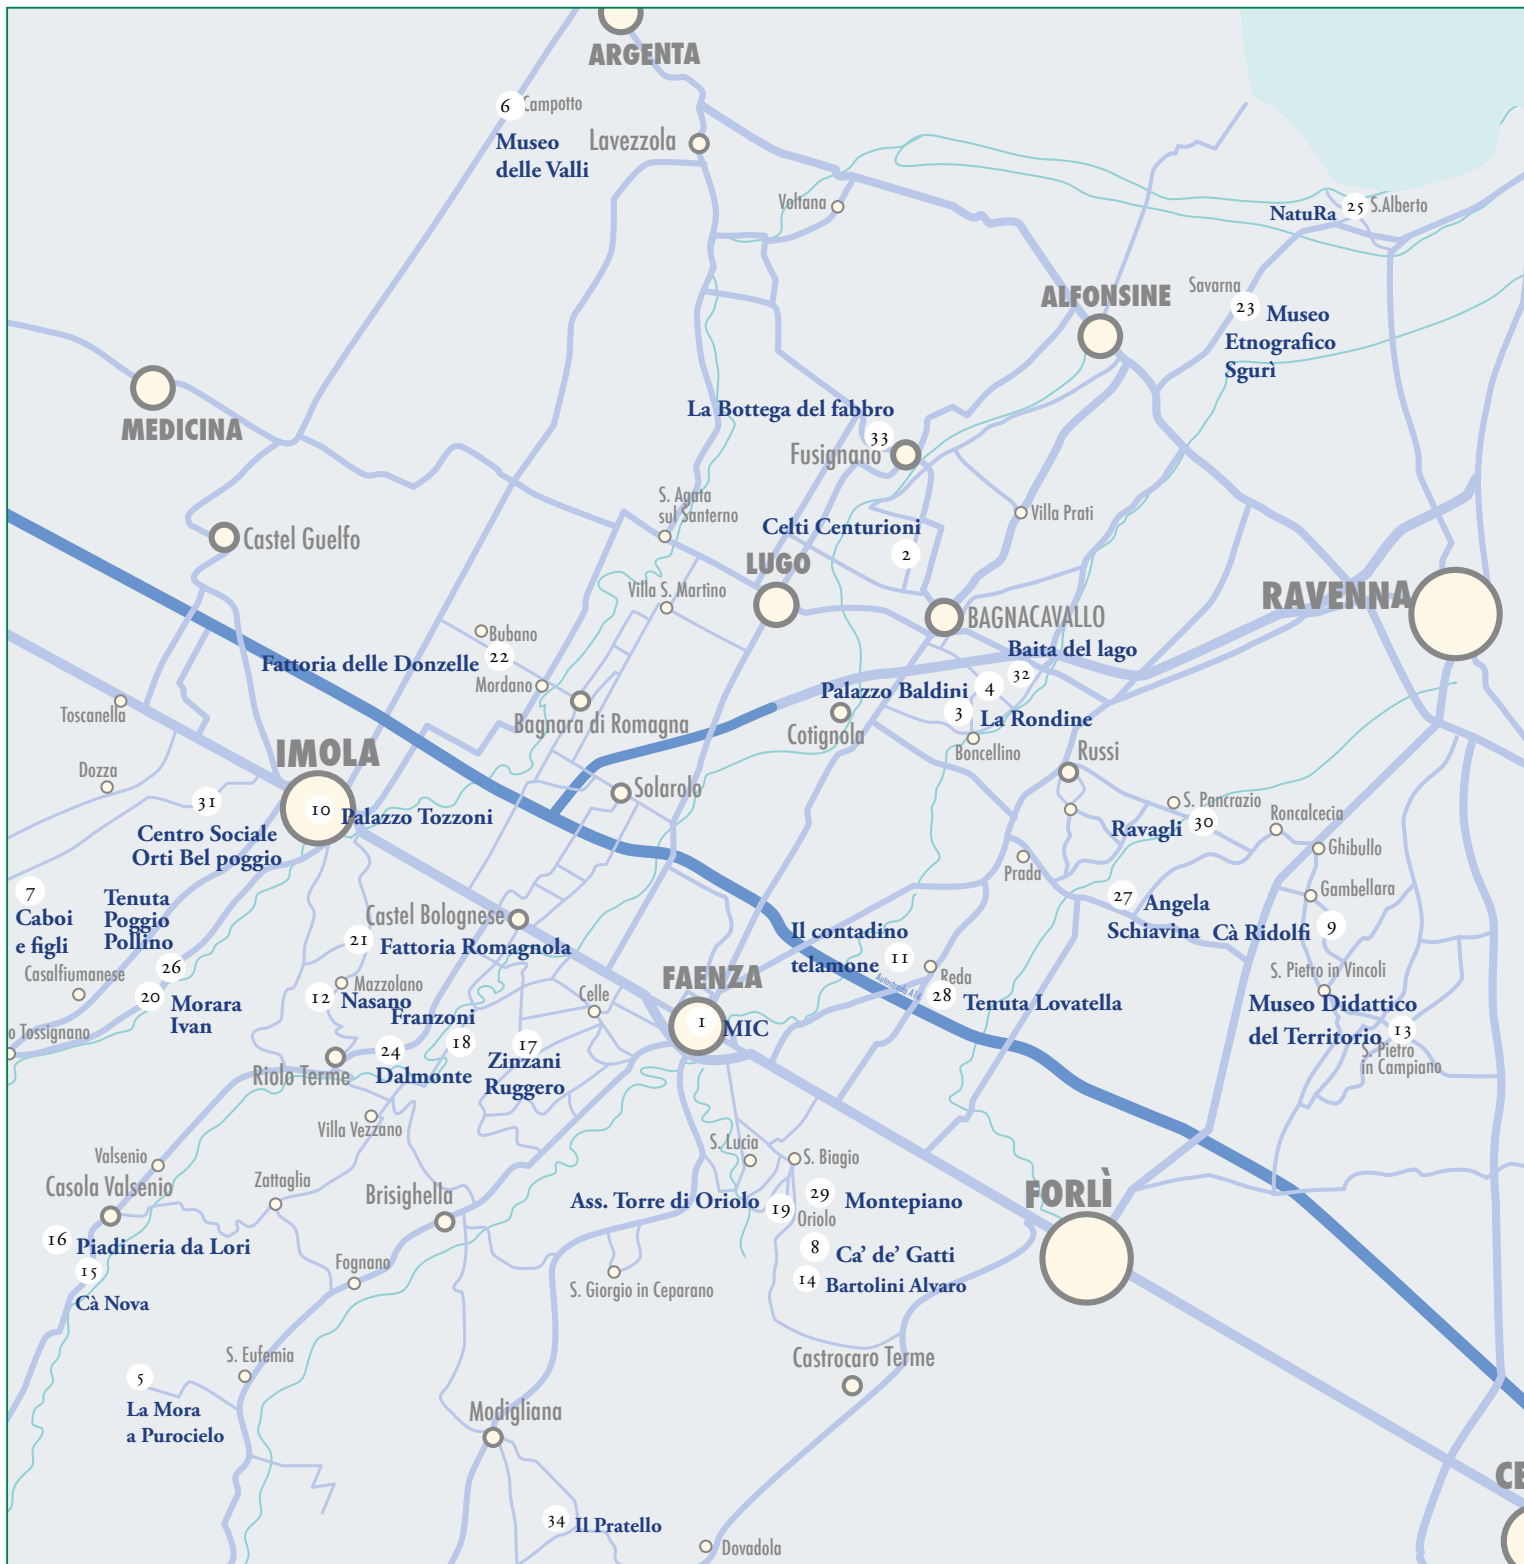 ARGENTA
6 Campotto
Museo
delle Valli
Lavezzola
Voltana
NatuRa 25 S.Alberto
Savarna
23 Museo
Etnografico
Sgurì
ALFONSINE
MEDICINA
La Bottega del fabbro
33
Fusignano
S. Agata
sul Santerno
Villa Prati
Castel Guelfo
Celti Centurioni
2
LUGO
Villa S. Martino
RAVENNA
BAGNACAVALLO
Bubano
Fattoria delle Donzelle 22
Mordano
Baita del lago
32
Palazzo Baldini 4
3 La Rondine
Toscanella
Bagnara di Romagna
Cotignola
Boncellino
Russi
IMOLA
Dozza
Solarolo
31
10 Palazzo Tozzoni
Centro Sociale
Orti Bel poggio
S. Pancrazio
Ravagli 30
Roncalcecia
Ghibullo
Prada
7
Caboi
e figli
Tenuta
Poggio
Pollino
26
Casalfiumanese
20 Morara
Ivan
Castel Bolognese
21 Fattoria Romagnola
27 Angela
Schiavina
Gambellara
Cà Ridolfi 9
Il contadino
telamone 11
Autostrada A14
Reda
28 Tenuta Lovatella
S. Pietro in Vincoli
Museo Didattico
del Territorio 13
S. Pietro
in Campiano
FAENZA
1 MIC
Mazzolano
12 Nasano
Celle
Franzoni
18
o Tossignano
Riolo Terme
24
Dalmonte
17
Zinzani
Ruggero
Villa Vezzano
Valsenio
Casola Valsenio
Zattaglia
Brisighella
S. Lucia
S. Biagio
Ass. Torre di Oriolo 19
29 Montepiano
Oriolo
FORLÌ
16 Piadineria da Lori
15
Cà Nova
8 Ca’ de’ Gatti
14 Bartolini Alvaro
Fognano
S. Giorgio in Ceparano
S. Eufemia
5
La Mora
a Purocielo
Castrocaro Terme
Modigliana
CE
34 Il Pratello
Dovadola